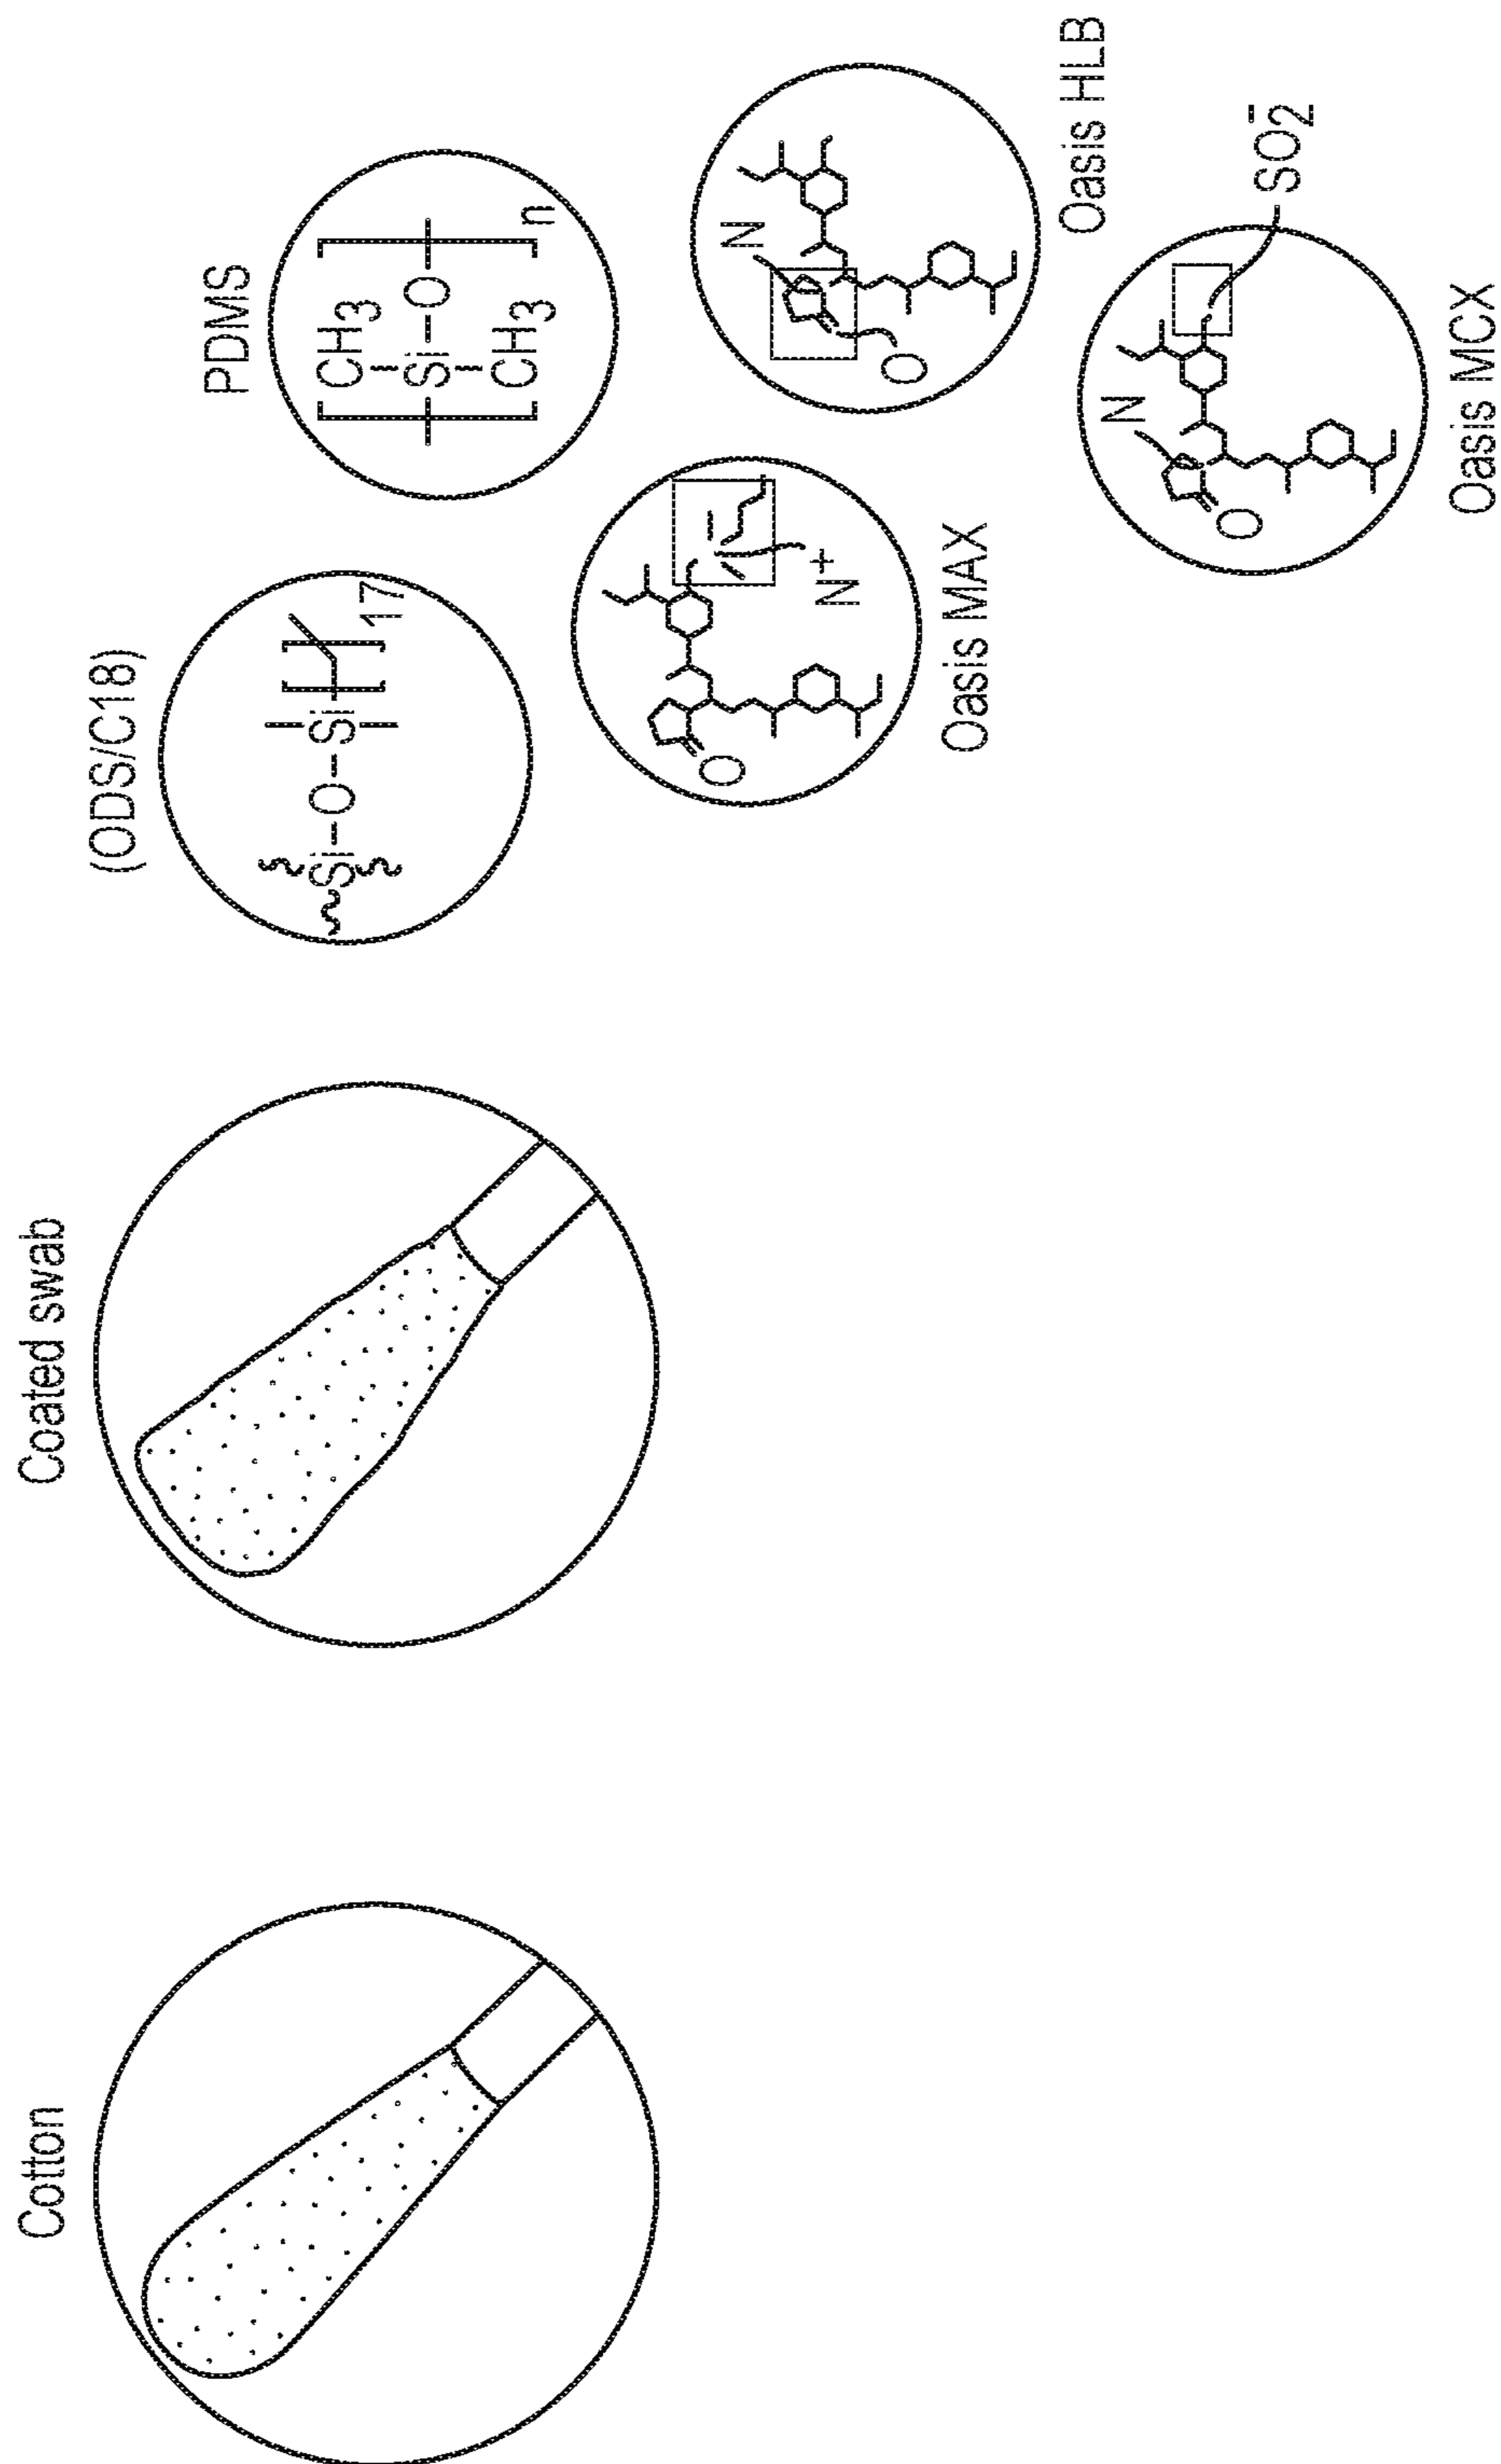 Cotton
Coated swab
(ODS/C18)
Si–O–Si
17
PDMS
CH3
Si–O
CH3
n
O
N+
Oasis MAX
N
O
Oasis HLB
N
O
SO2-
Oasis MCX